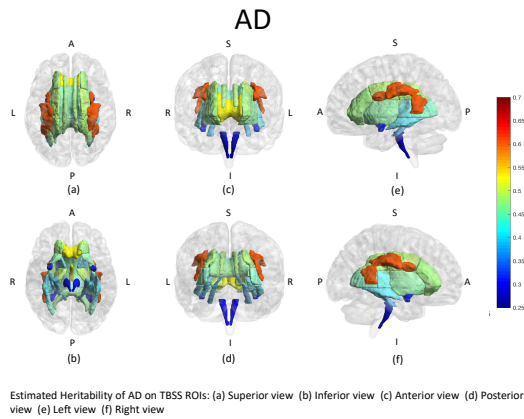 AD
A
S
S
L
R
R
L
A
P
P
I
I
(a)
(c)
(e)
A
S
S
R
L
L
R
P
A
P
I
I
(b)
(d)
(f)
0.7
0.65
0.6
0.55
0.5
0.45
0.4
0.35
0.3
0.25
Estimated Heritability of AD on TBSS ROIs: (a) Superior view (b) Inferior view (c) Anterior view (d) Posterior
view (e) Left view (f) Right view